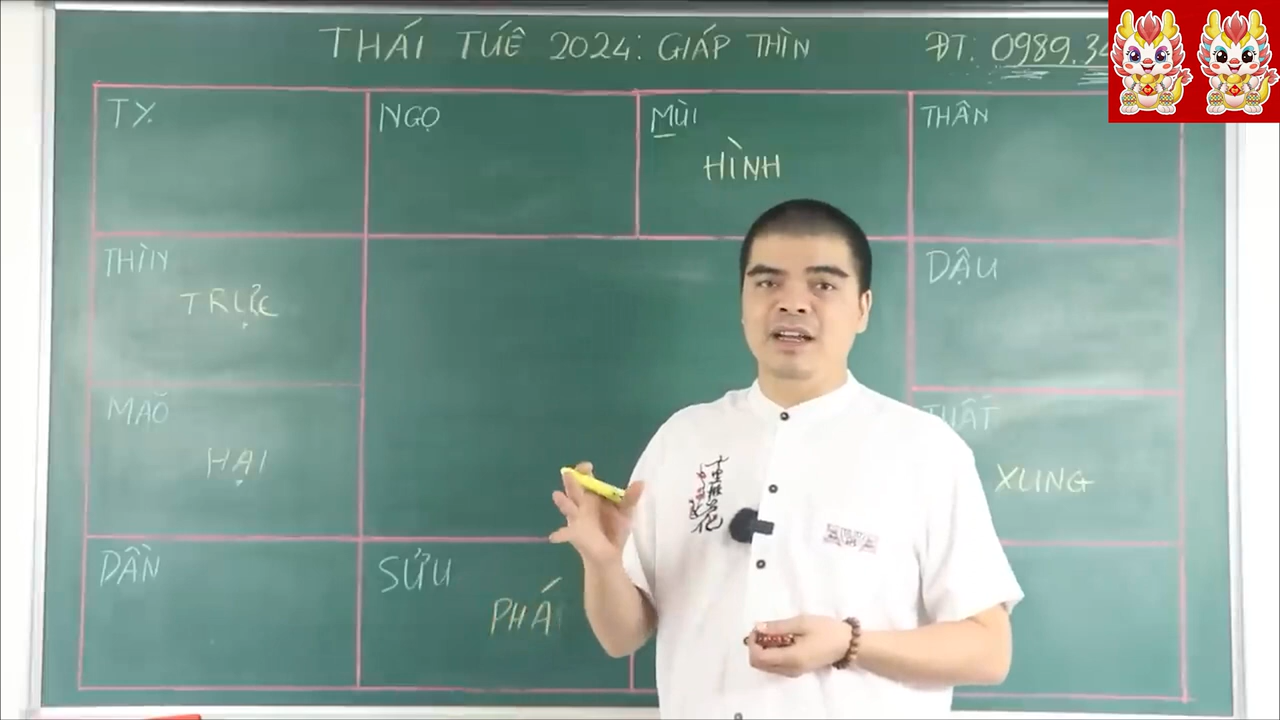 THÁI TUẾ 2024: GIÁP THÌN
ĐT: 0989.34
TỴ
NGỌ
MÙI
HÌNH
THÂN
THÌN
TRỰC
DẬU
MÃO
HẠI
TUẤT
XUNG
DẦN
SỬU
PHÁ